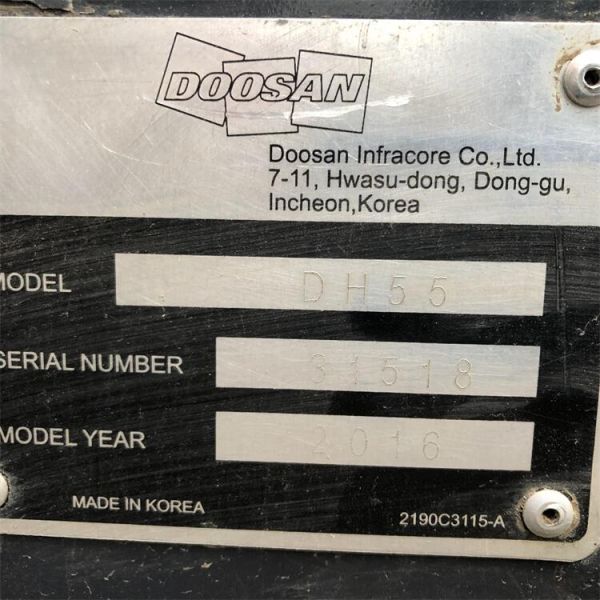 DOOSAN
Doosan Infracore Co.,Ltd.
7-11, Hwasu-dong, Dong-gu,
Incheon,Korea
MODEL DH55
SERIAL NUMBER 31518
MODEL YEAR 2016
MADE IN KOREA 2190C3115-A